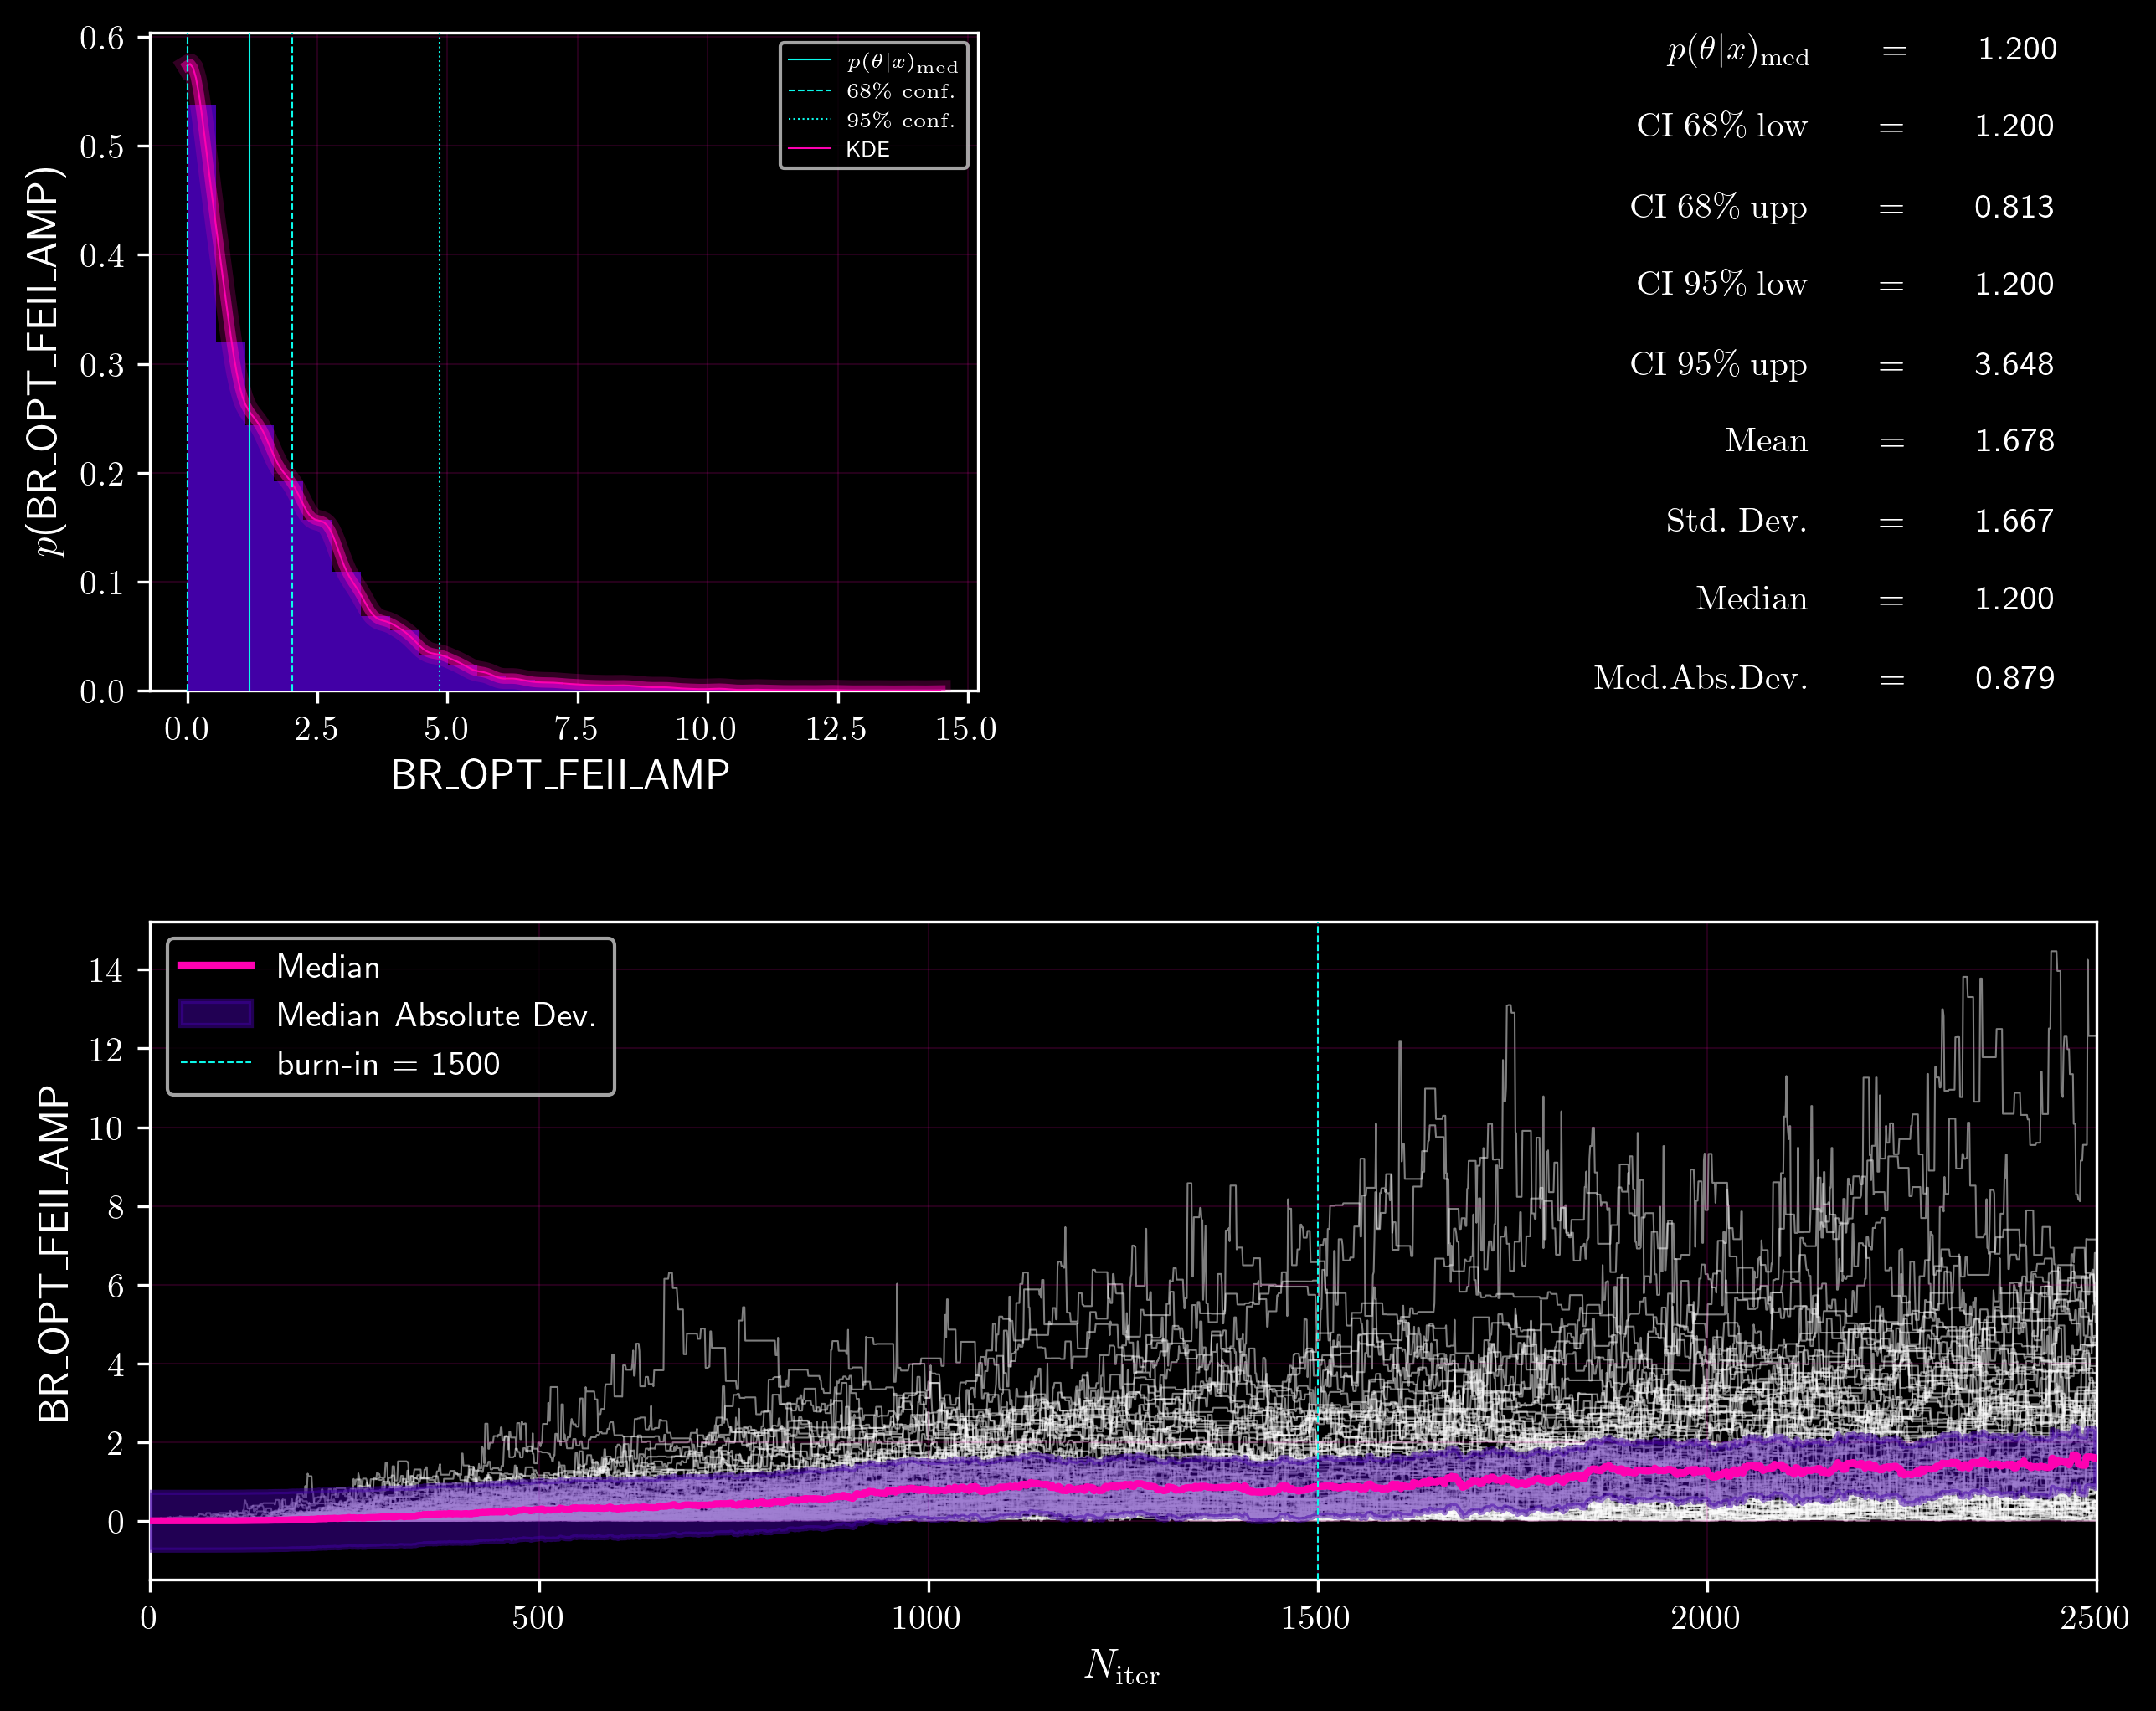 p(BR_OPT_FEII_AMP)
0.6
0.5
0.4
0.3
0.2
0.1
0.0
0.0 2.5 5.0 7.5 10.0 12.5 15.0
BR_OPT_FEII_AMP
p(θ|x)med
68% conf.
95% conf.
KDE
p(θ|x)med = 1.200
CI 68% low = 1.200
CI 68% upp = 0.813
CI 95% low = 1.200
CI 95% upp = 3.648
Mean = 1.678
Std. Dev. = 1.667
Median = 1.200
Med.Abs.Dev. = 0.879
BR_OPT_FEII_AMP
14
12
10
8
6
4
2
0
Median
Median Absolute Dev.
burn-in = 1500
0 500 1000 1500 2000 2500
Niter